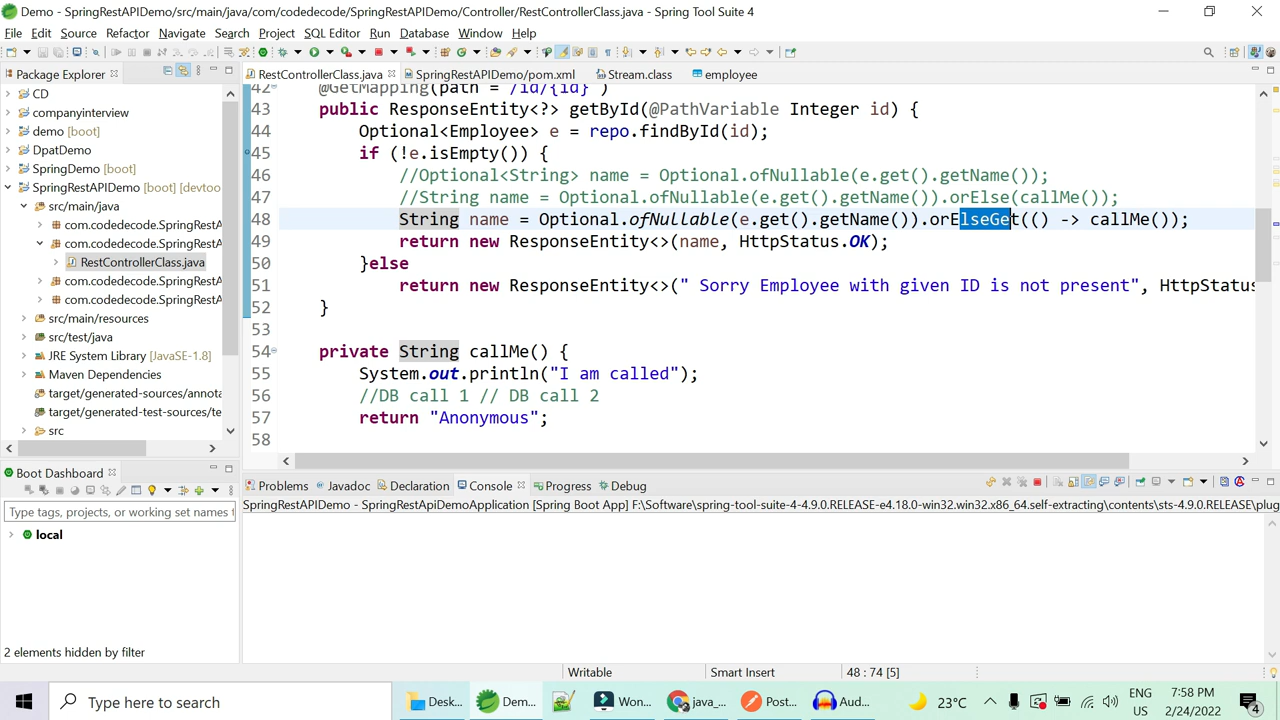 Demo - SpringRestAPIDemo/src/main/java/com/codedecode/SpringRestAPIDemo/Controller/RestControllerClass.java - Spring Tool Suite 4
File Edit Source Refactor Navigate Search Project SQL Editor Run Database Window Help
Package Explorer
RestControllerClass.java SpringRestAPIDemo/pom.xml Stream.class employee
CD
companyinterview
demo [boot]
DpatDemo
SpringDemo [boot]
SpringRestAPIDemo [boot] [devtoo
src/main/java
com.codedecode.SpringRestA
com.codedecode.SpringRestA
RestControllerClass.java
com.codedecode.SpringRestA
com.codedecode.SpringRestA
src/main/resources
src/test/java
JRE System Library [JavaSE-1.8]
Maven Dependencies
target/generated-sources/annota
target/generated-test-sources/te
src
42 @GetMapping(path = "/id/{id}")
43 public ResponseEntity<?> getById(@PathVariable Integer id) {
44 Optional<Employee> e = repo.findById(id);
45 if (!e.isEmpty()) {
46 //Optional<String> name = Optional.ofNullable(e.get().getName());
47 //String name = Optional.ofNullable(e.get().getName()).orElse(callMe());
48 String name = Optional.ofNullable(e.get().getName()).orElseGet(() -> callMe());
49 return new ResponseEntity<>(name, HttpStatus.OK);
50 }else
51 return new ResponseEntity<>(" Sorry Employee with given ID is not present", HttpStatus
52 }
53
54 private String callMe() {
55 System.out.println("I am called");
56 //DB call 1 // DB call 2
57 return "Anonymous";
58
Boot Dashboard
Type tags, projects, or working set names t
local
2 elements hidden by filter
Problems Javadoc Declaration Console Progress Debug
SpringRestAPIDemo - SpringRestApiDemoApplication [Spring Boot App] F:\Software\spring-tool-suite-4-4.9.0.RELEASE-e4.18.0-win32.win32.x86_64.self-extracting\contents\sts-4.9.0.RELEASE\plug
Writable Smart Insert 48 : 74 [5]
Type here to search
Desk... Dem... Won... java_... Post... Aud...
23°C
ENG
US
7:58 PM
2/24/2022
4